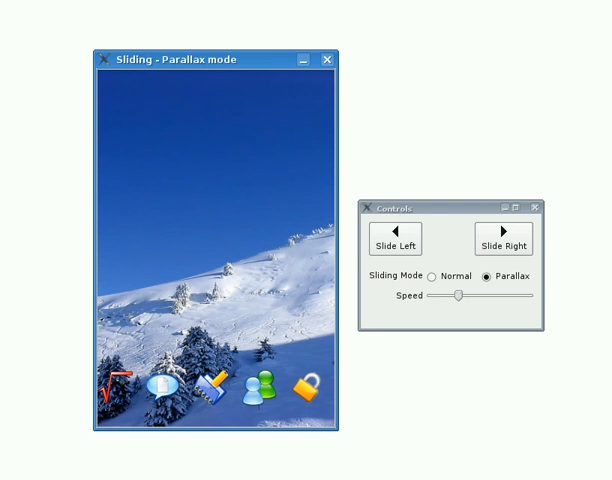 Sliding - Parallax mode
Controls
Slide Left
Slide Right
Sliding Mode Normal Parallax
Speed